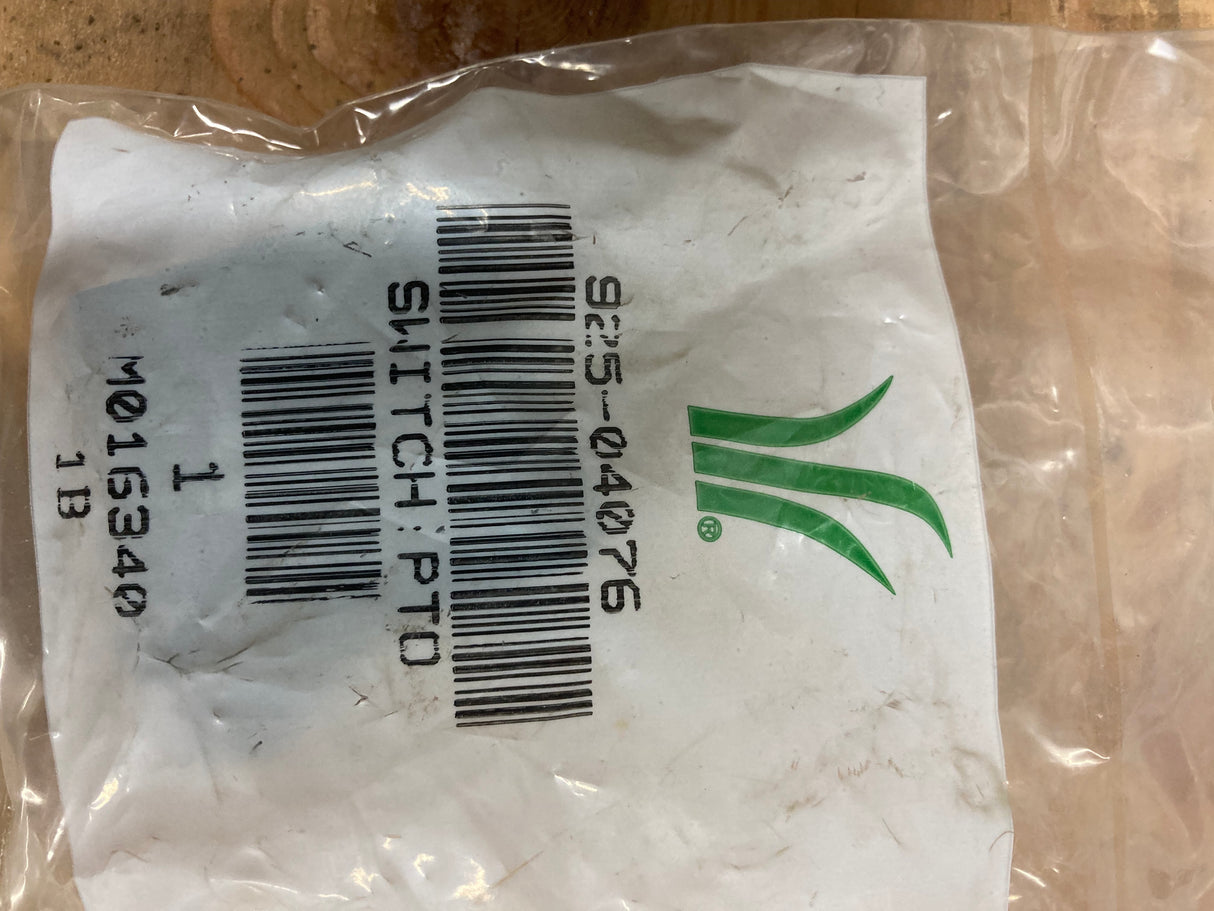 ®
925-04076
SWITCH:PTO
1
M016340
1B